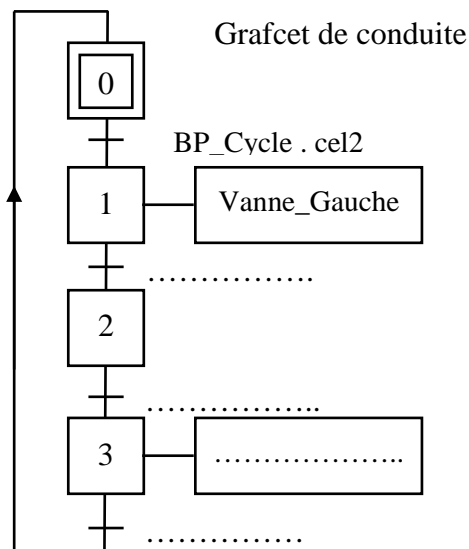 Grafcet de conduite
0
BP_Cycle . cel2
1
Vanne_Gauche
…………….
2
……………..
3
………………..
……………